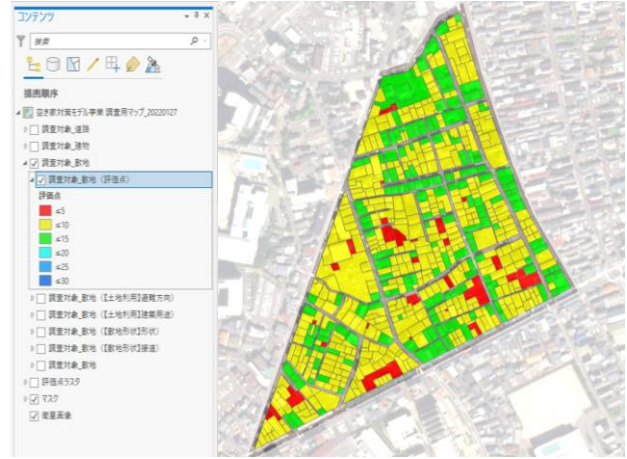 コンテンツ
検索
描画順序
空き家対策モデル事業 調査用マップ_20220127
調査対象_道路
調査対象_建物
調査対象_敷地
調査対象_敷地（評価点）
評価点
≤5
≤10
≤15
≤20
≤25
≤30
調査対象_敷地（【土地利用】避難方向）
調査対象_敷地（【土地利用】建築用途）
調査対象_敷地（【敷地形状】形状）
調査対象_敷地（【敷地形状】接道）
調査対象_敷地
評価点ラスタ
マスク
衛星画像